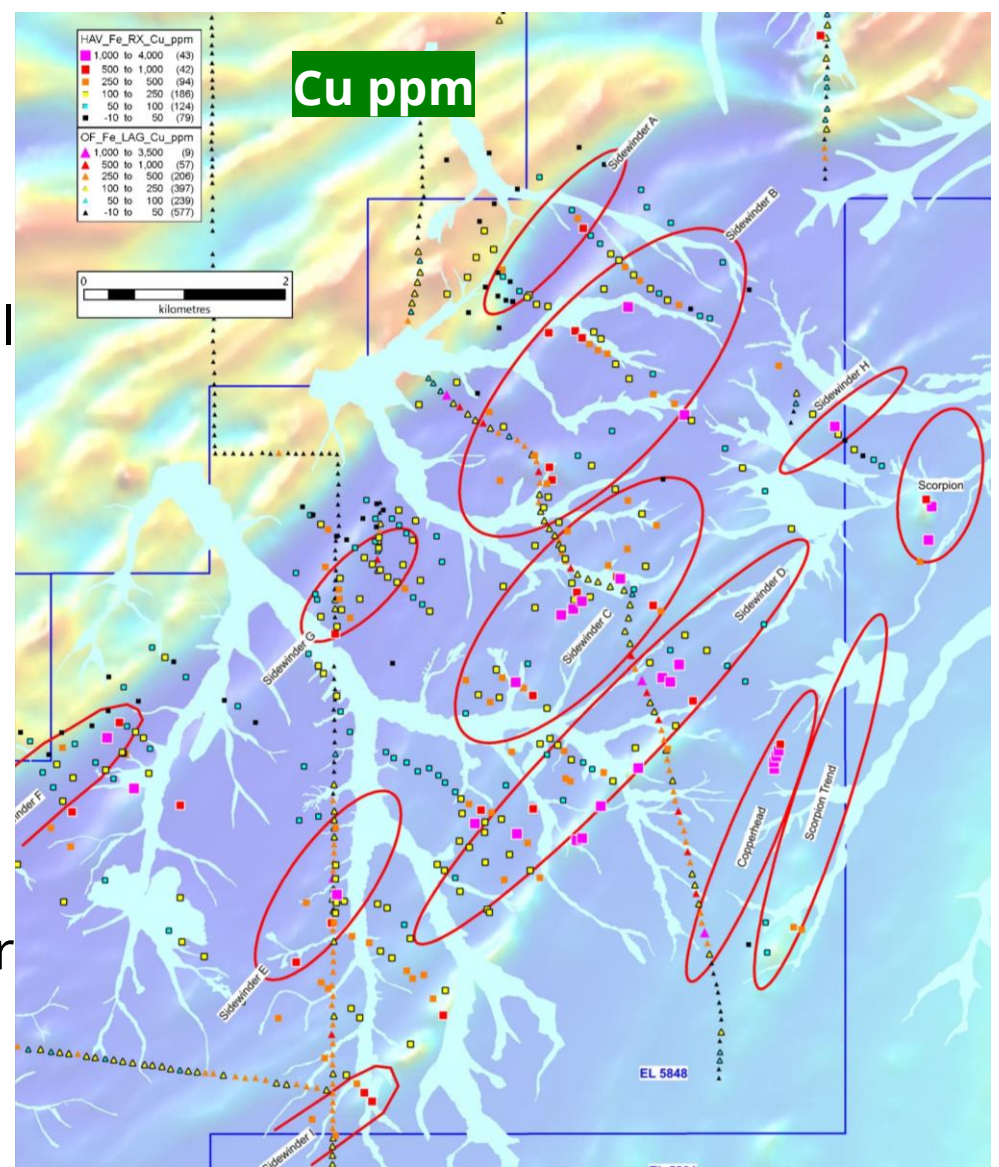 HAV_Fe_RX_Cu_ppm
1,000 to 4,000 (43)
500 to 1,000 (42)
250 to 500 (94)
100 to 250 (186)
50 to 100 (124)
-10 to 50 (79)
OF_Fe_LAG_Cu_ppm
1,000 to 3,500 (9)
500 to 1,000 (57)
250 to 500 (206)
100 to 250 (397)
50 to 100 (239)
-10 to 50 (577)
Cu ppm
0 2
kilometres
Sidewinder A
Sidewinder B
Sidewinder H
Scorpion
Sidewinder D
Sidewinder C
Sidewinder G
inder F
Scorpion Trend
Copperhead
Sidewinder E
EL 5848
Sidewinder I
l
r